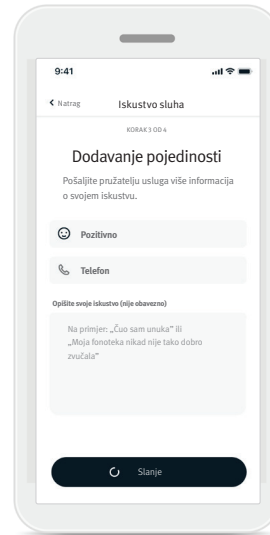 9:41
Natrag
Iskustvo sluha
KORAK 3 OD 4
Dodavanje pojedinosti
Pošaljite pružatelju usluga više informacija
o svojem iskustvu.
Pozitivno
Telefon
Opišite svoje iskustvo (nije obavezno)
Na primjer: „Čuo sam unuka” ili
„Moja fonoteka nikad nije tako dobro
zvučala”
Slanje